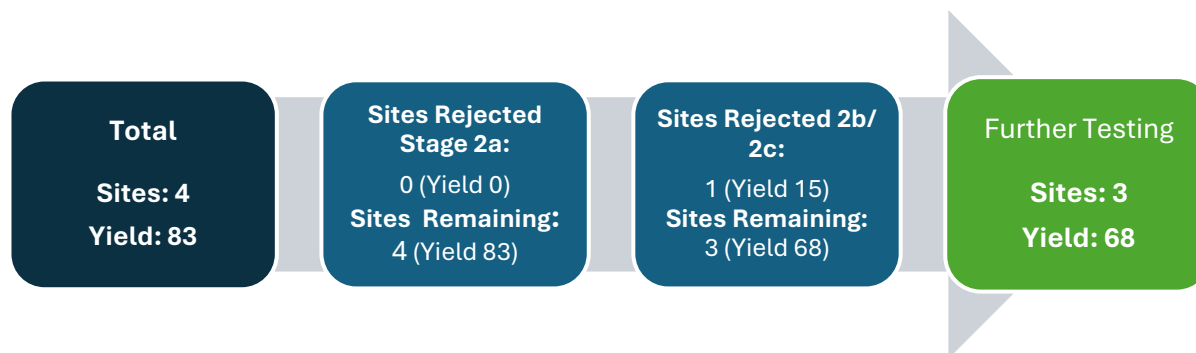 Total
Sites: 4
Yield: 83
Sites Rejected
Stage 2a:
0 (Yield 0)
Sites Remaining:
4 (Yield 83)
Sites Rejected 2b/
2c:
1 (Yield 15)
Sites Remaining:
3 (Yield 68)
Further Testing
Sites: 3
Yield: 68